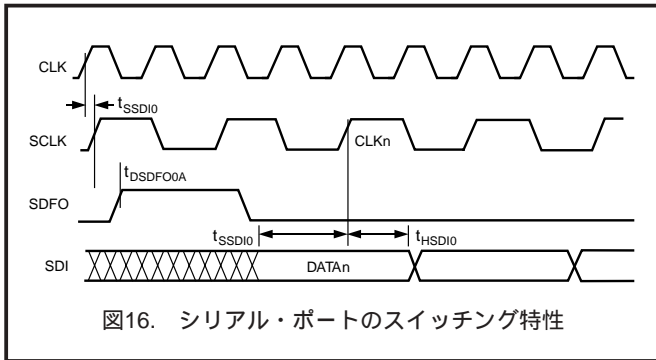 CLK
tSSDI0
SCLK
CLKn
tDSDFO0A
SDFO
tSSDI0
tHSDI0
SDI
DATAn
図16. シリアル・ポートのスイッチング特性